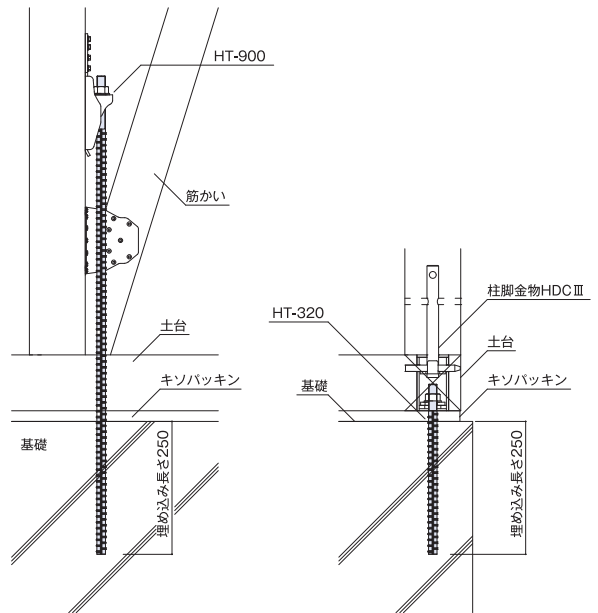 HT-900
筋かい
土台
キソパッキン
基礎
埋め込み長さ250
柱脚金物HDCⅢ
HT-320
土台
キソパッキン
基礎
埋め込み長さ250